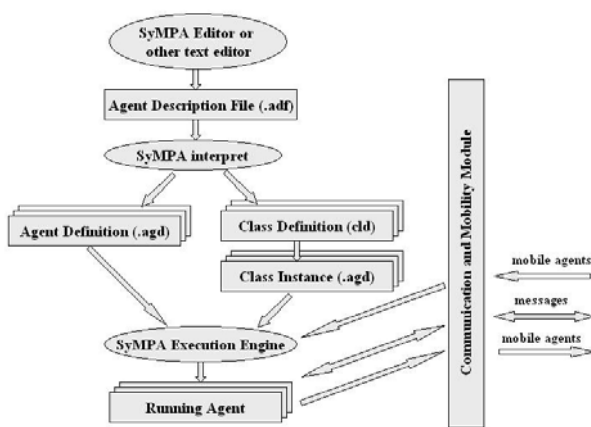 SyMPA Editor or
other text editor
Agent Description File (.adf)
SyMPA interpret
Agent Definition (.agd)
Class Definition (cld)
Class Instance (.agd)
SyMPA Execution Engine
Running Agent
Communication and Mobility Module
mobile agents
messages
mobile agents